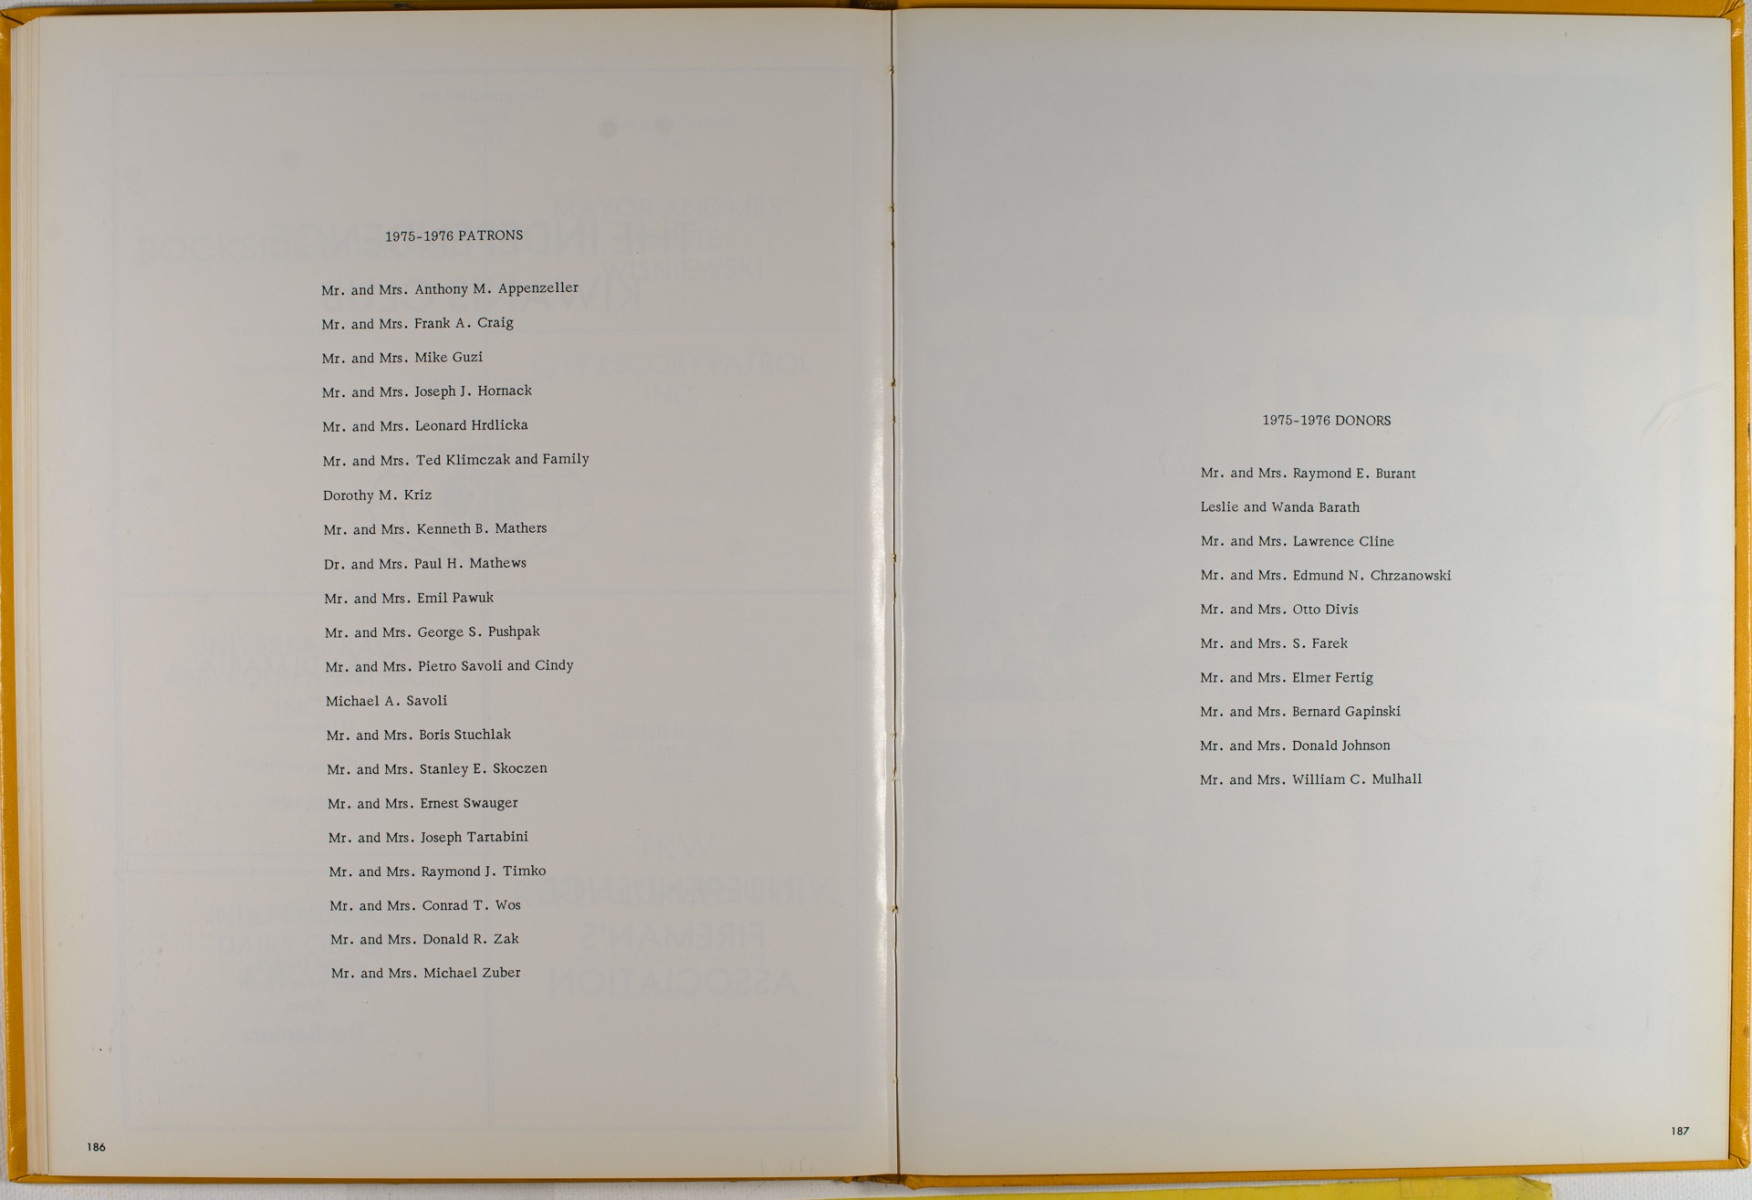 1975-1976 PATRONS
Mr. and Mrs. Anthony M. Appenzeller
Mr. and Mrs. Frank A. Craig
Mr. and Mrs. Mike Guzi
Mr. and Mrs. Joseph J. Hornack
Mr. and Mrs. Leonard Hrdlicka
Mr. and Mrs. Ted Klimczak and Family
Dorothy M. Kriz
Mr. and Mrs. Kenneth B. Mathers
Dr. and Mrs. Paul H. Mathews
Mr. and Mrs. Emil Pawuk
Mr. and Mrs. George S. Pushpak
Mr. and Mrs. Pietro Savoli and Cindy
Michael A. Savoli
Mr. and Mrs. Boris Stuchlak
Mr. and Mrs. Stanley E. Skoczen
Mr. and Mrs. Ernest Swauger
Mr. and Mrs. Joseph Tartabini
Mr. and Mrs. Raymond J. Timko
Mr. and Mrs. Conrad T. Wos
Mr. and Mrs. Donald R. Zak
Mr. and Mrs. Michael Zuber
186
1975-1976 DONORS
Mr. and Mrs. Raymond E. Burant
Leslie and Wanda Barath
Mr. and Mrs. Lawrence Cline
Mr. and Mrs. Edmund N. Chrzanowski
Mr. and Mrs. Otto Divis
Mr. and Mrs. S. Farek
Mr. and Mrs. Elmer Fertig
Mr. and Mrs. Bernard Gapinski
Mr. and Mrs. Donald Johnson
Mr. and Mrs. William C. Mulhall
187